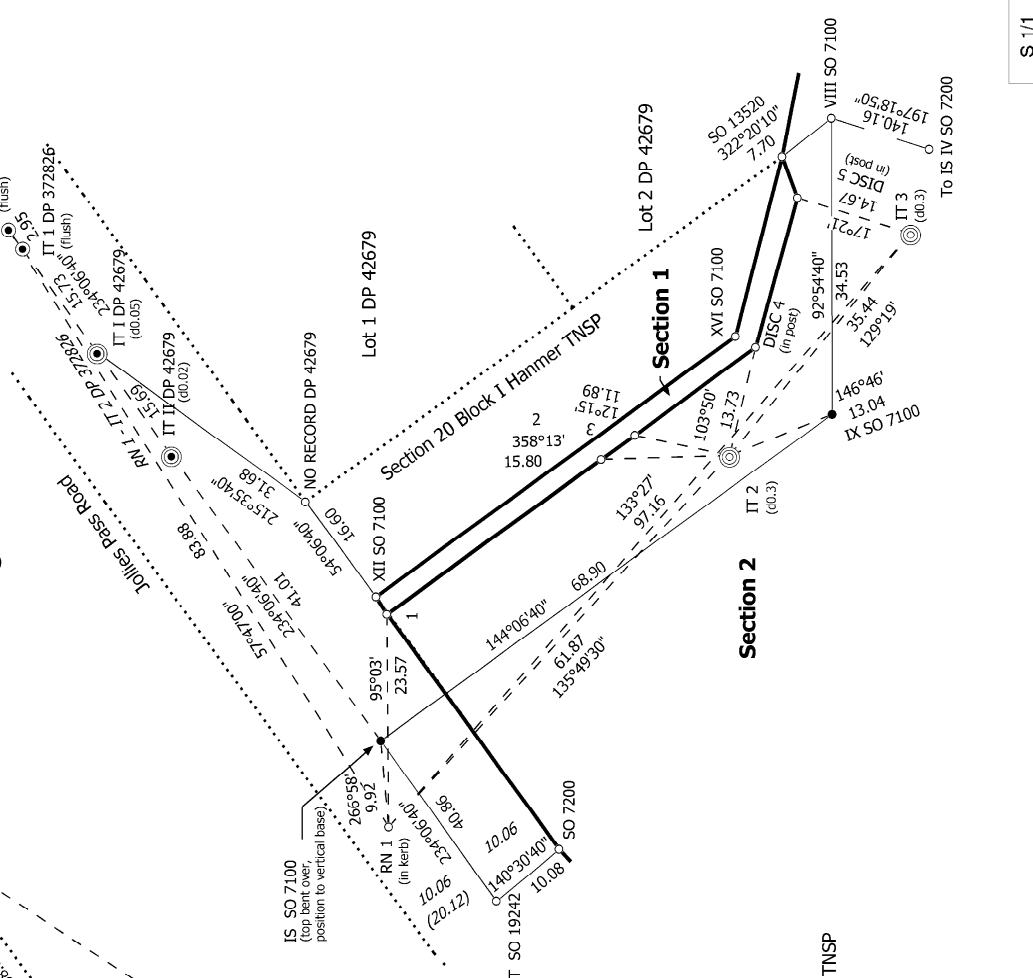 S 1/1
VIII SO 7100
SO 13520
322°20'10"
7.70
140.16
197°18'50"
To IS IV SO 7200
DISC 5
(in post)
14.67
17°21'
IT 3
(d0.3)
Lot 2 DP 42679
Lot 1 DP 42679
(flush)
2.95
IT 1 DP 372826
(flush)
234°06'40"
15.73
IT I DP 42679
(d0.05)
RN 1 - IT 2 DP 372826
15.69
IT II DP 42679
(d0.02)
NO RECORD DP 42679
31.68
215°35'40"
Section 20 Block I Hanmer TNSP
Section 1
XVI SO 7100
DISC 4
(in post)
92°54'40"
34.53
35.44
129°19'
146°46'
13.04
IX SO 7100
12°15'
11.89
2
3
358°13'
15.80
103°50'
13.73
IT 2
(d0.3)
133°27'
97.16
Jollies Pass Road
83.88
57°47'00"
234°06'40"
41.01
54°06'40"
16.60
XII SO 7100
1
95°03'
23.57
144°06'40"
68.90
61.87
135°49'30"
Section 2
IS SO 7100
(top bent over,
position to vertical base)
266°58'
9.92
RN 1
(in kerb)
234°06'40"
40.86
10.06
10.06
(20.12)
140°30'40"
10.08
SO 7200
T SO 19242
TNSP